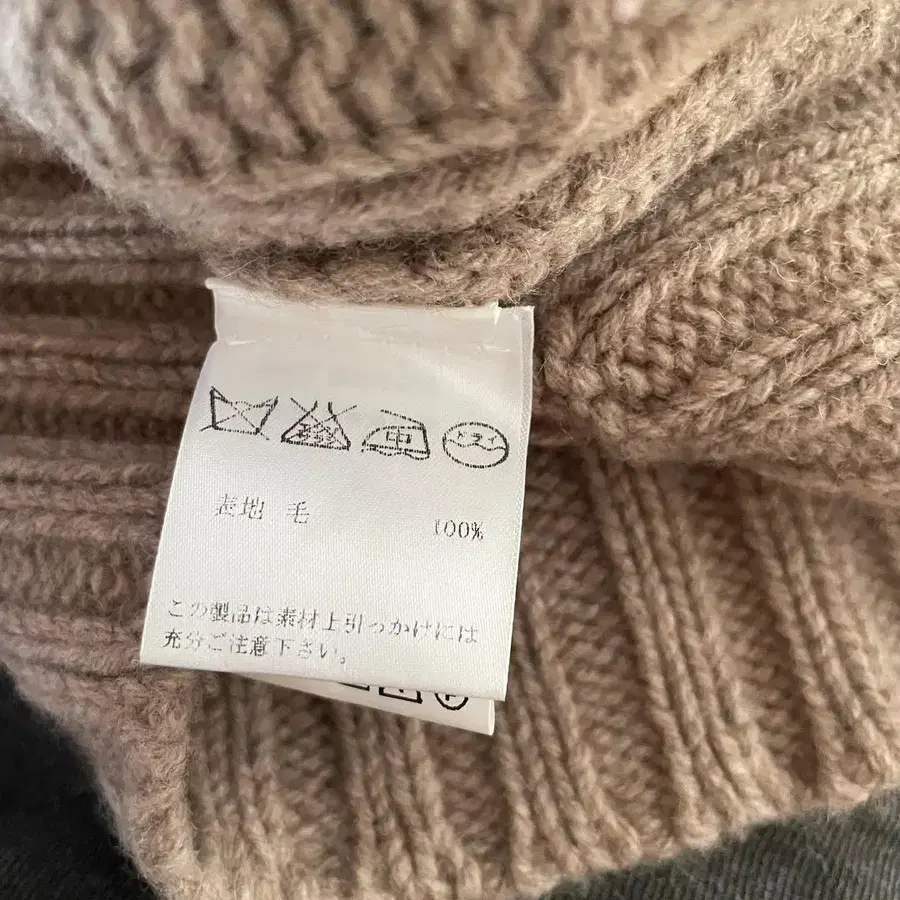 中 ドライ
表地 毛 100%
この製品は素材上引っかけには
充分ご注意下さい。